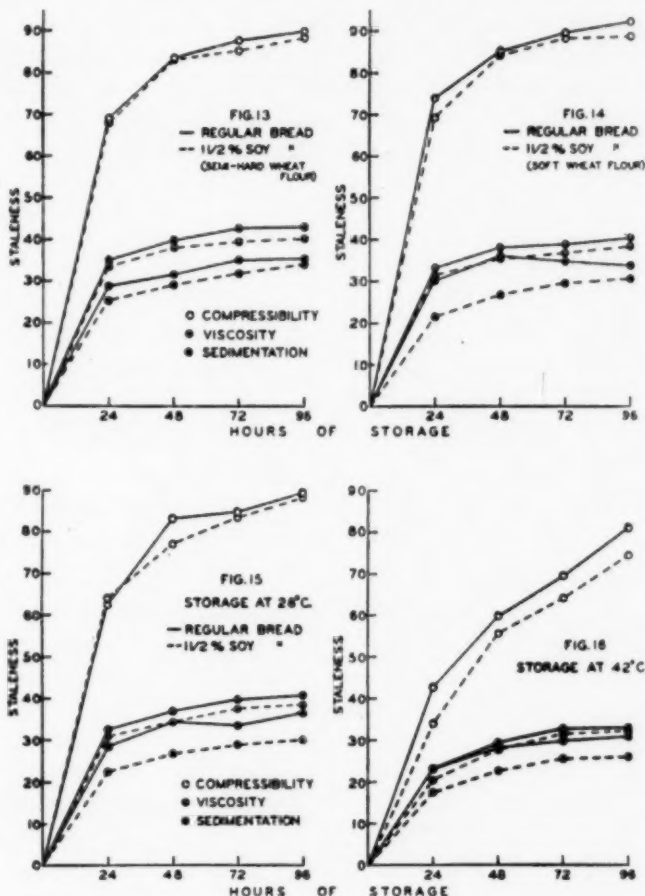 90
80
70
60
50
40
30
20
10
0
STALENESS
FIG.13
REGULAR BREAD
1 1/2 % SOY "
(SEMI-HARD WHEAT
FLOUR)
COMPRESSIBILITY
VISCOSITY
SEDIMENTATION
24 48 72 96
90
80
70
60
50
40
30
20
10
0
STALENESS
FIG.14
REGULAR BREAD
1 1/2 % SOY "
(SOFT WHEAT FLOUR)
24 48 72 96
HOURS OF STORAGE
90
80
70
60
50
40
30
20
10
0
STALENESS
FIG.15
STORAGE AT 28°C.
REGULAR BREAD
1 1/2 % SOY "
COMPRESSIBILITY
VISCOSITY
SEDIMENTATION
24 48 72 96
90
80
70
60
50
40
30
20
10
0
STALENESS
FIG.16
STORAGE AT 42°C
24 48 72 96
HOURS OF STORAGE